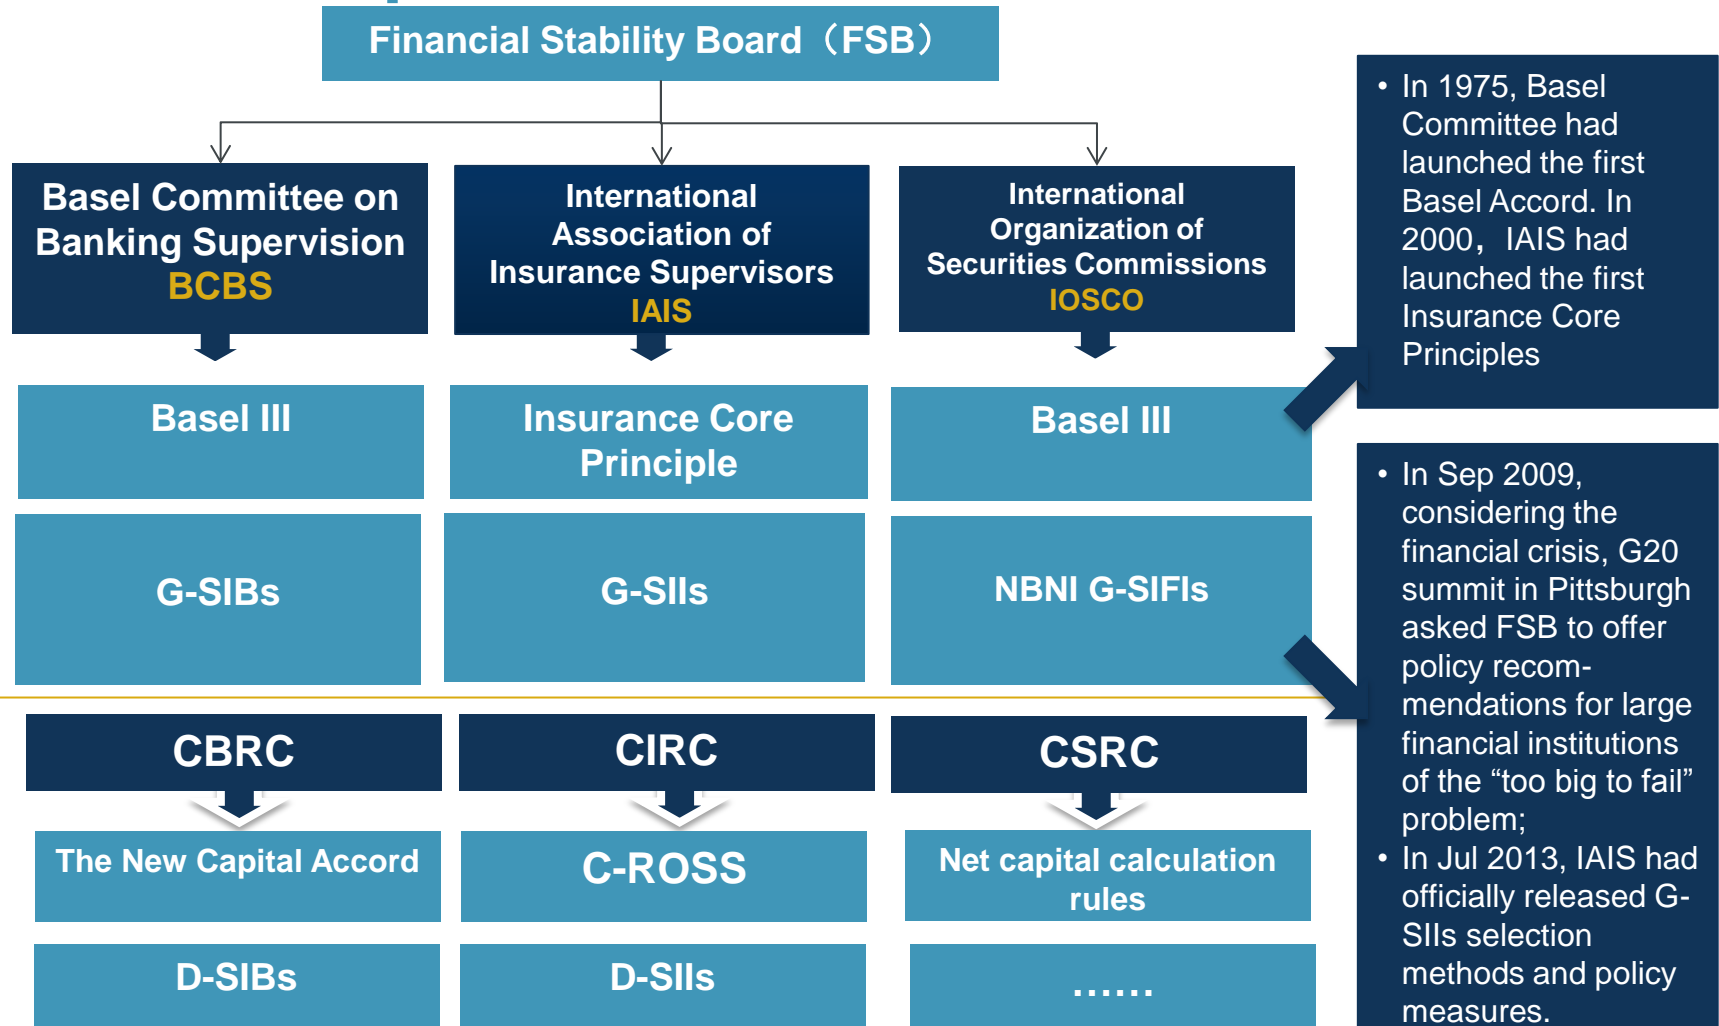 Financial Stability Board（FSB）
Basel Committee on
Banking Supervision
BCBS
International
Association of
Insurance Supervisors
IAIS
International
Organization of
Securities Commissions
IOSCO
Basel III
Insurance Core
Principle
Basel III
G-SIBs
G-SIIs
NBNI G-SIFIs
CBRC
CIRC
CSRC
The New Capital Accord
C-ROSS
Net capital calculation
rules
D-SIBs
D-SIIs
……
• In 1975, Basel
Committee had
launched the first
Basel Accord. In
2000，IAIS had
launched the first
Insurance Core
Principles
• In Sep 2009,
considering the
financial crisis, G20
summit in Pittsburgh
asked FSB to offer
policy recom-
mendations for large
financial institutions
of the “too big to fail”
problem;
• In Jul 2013, IAIS had
officially released G-
SIIs selection
methods and policy
measures.